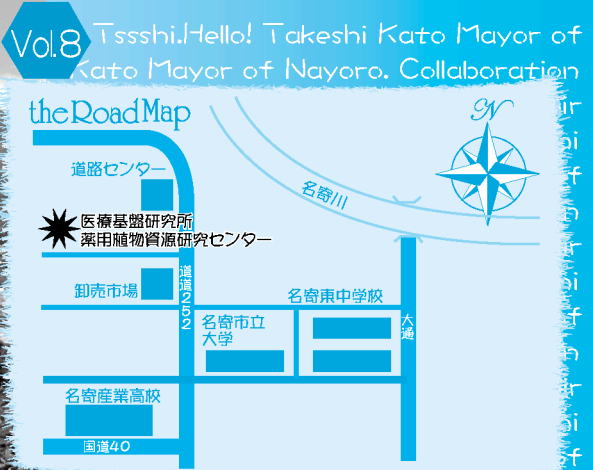 Vol.8
Tssshi.Hello! Takeshi Kato Mayor of
Kato Mayor of Nayoro. Collaboration
the Road Map
N
道路センター
名寄川
医療基盤研究所
薬用植物資源研究センター
卸売市場
道道252
名寄東中学校
名寄市立
大学
大通
名寄産業高校
国道40